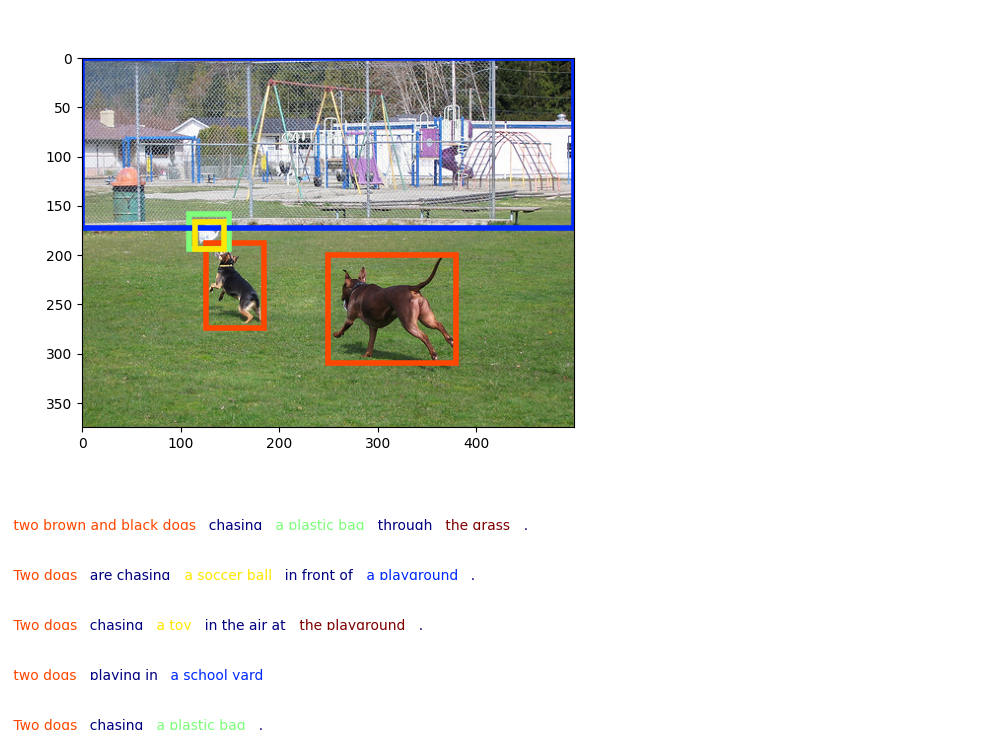 0
50
100
150
200
250
300
350
0 100 200 300 400
two brown and black dogs chasing a plastic bag through the grass .
Two dogs are chasing a soccer ball in front of a playground .
Two dogs chasing a toy in the air at the playground .
two dogs playing in a school yard
Two dogs chasing a plastic bag .